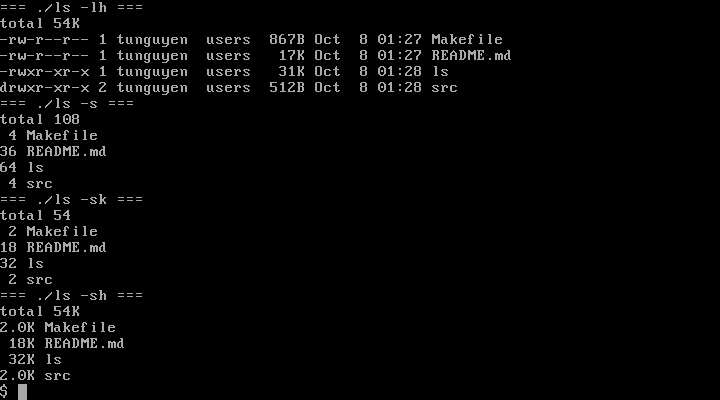 === ./ls -lh ===
total 54K
-rw-r--r-- 1 tunguyen  users  867B Oct  8 01:27 Makefile
-rw-r--r-- 1 tunguyen  users   17K Oct  8 01:27 README.md
-rwxr-xr-x 1 tunguyen  users   31K Oct  8 01:28 ls
drwxr-xr-x 2 tunguyen  users  512B Oct  8 01:28 src
=== ./ls -s ===
total 108
 4 Makefile
36 README.md
64 ls
 4 src
=== ./ls -sk ===
total 54
 2 Makefile
18 README.md
32 ls
 2 src
=== ./ls -sh ===
total 54K
2.0K Makefile
 18K README.md
 32K ls
2.0K src
$